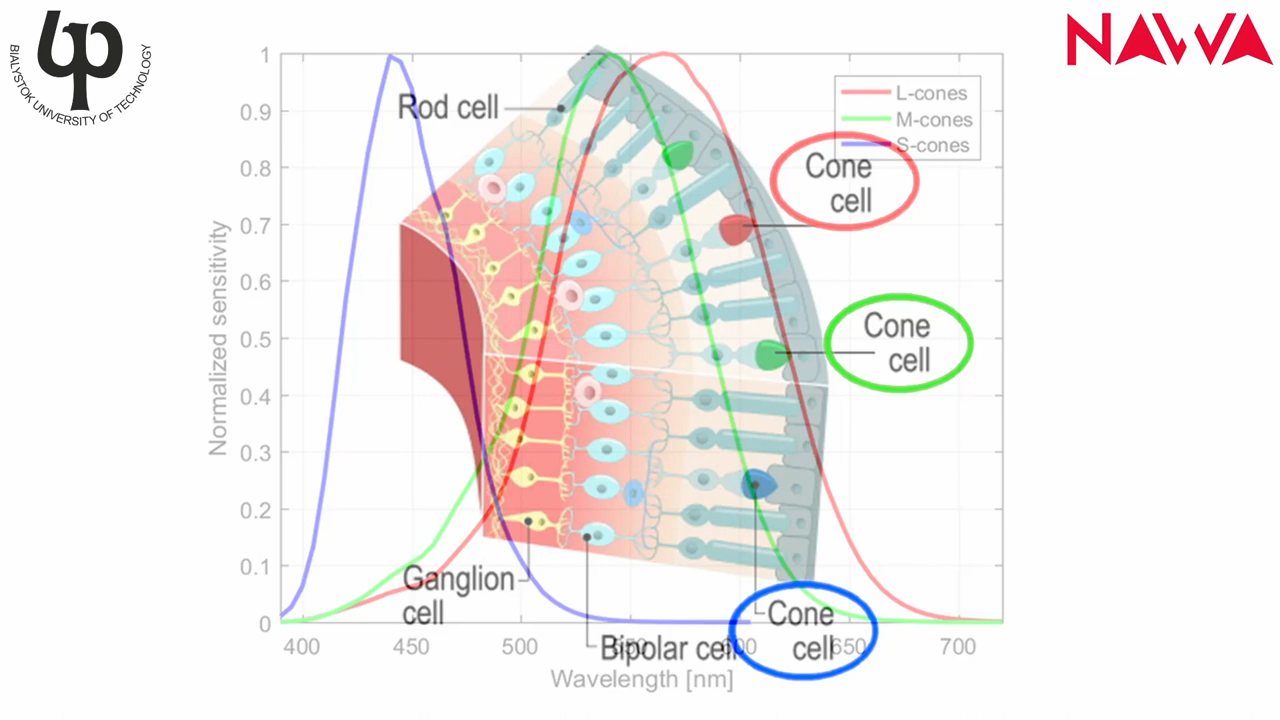 BIALYSTOK UNIVERSITY OF TECHNOLOGY
NAWA
Rod cell
L-cones
M-cones
S-cones
Cone
cell
Cone
cell
Ganglion
cell
Bipolar cell
Cone
cell
Normalized sensitivity
1
0.9
0.8
0.7
0.6
0.5
0.4
0.3
0.2
0.1
0
400
450
500
550
600
650
700
Wavelength [nm]